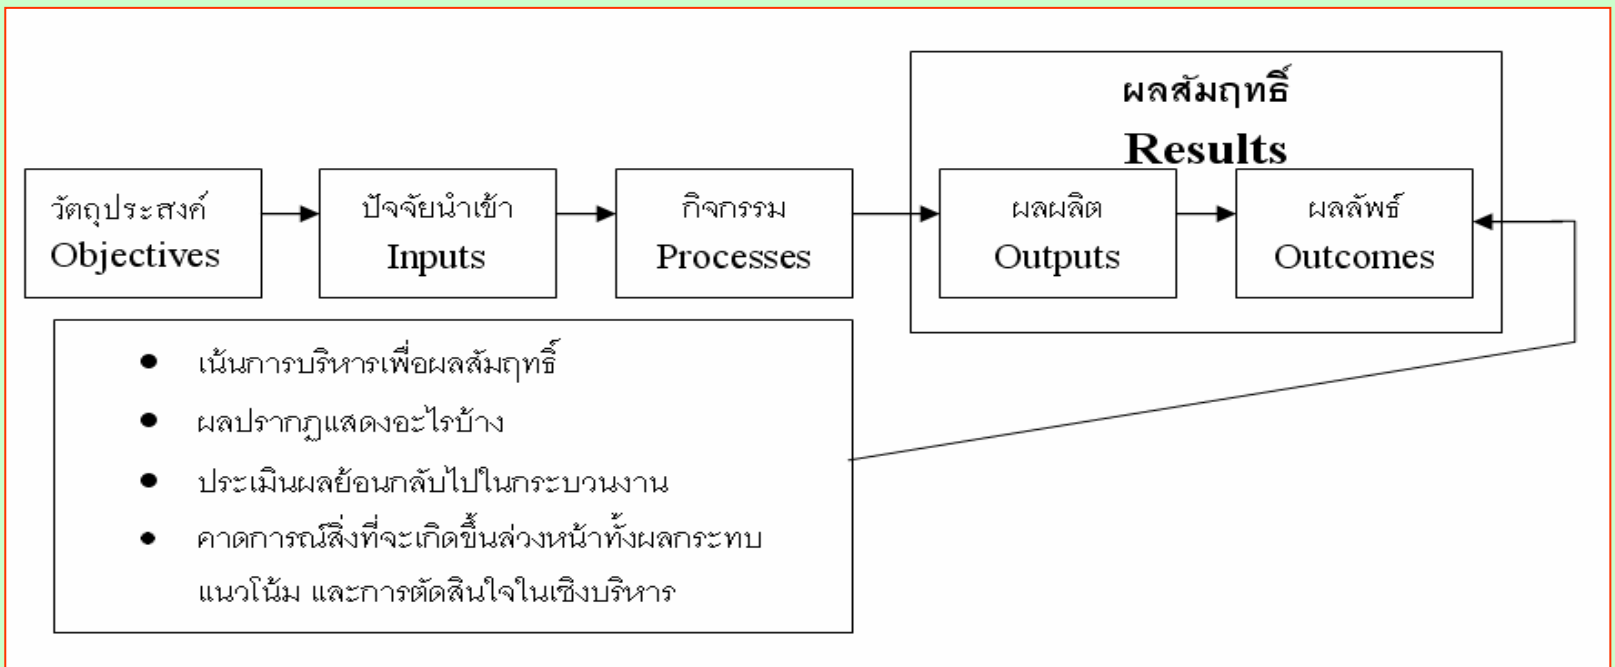 ผลสัมฤทธิ์
Results
วัตถุประสงค์
Objectives
ปัจจัยนำเข้า
Inputs
กิจกรรม
Processes
ผลผลิต
Outputs
ผลลัพธ์
Outcomes
● เน้นการบริหารเพื่อผลสัมฤทธิ์
● ผลปรากฏแสดงอะไรบ้าง
● ประเมินผลย้อนกลับไปในกระบวนงาน
● คาดการณ์สิ่งที่จะเกิดขึ้นล่วงหน้าทั้งผลกระทบ
แนวโน้ม และการตัดสินใจในเชิงบริหาร